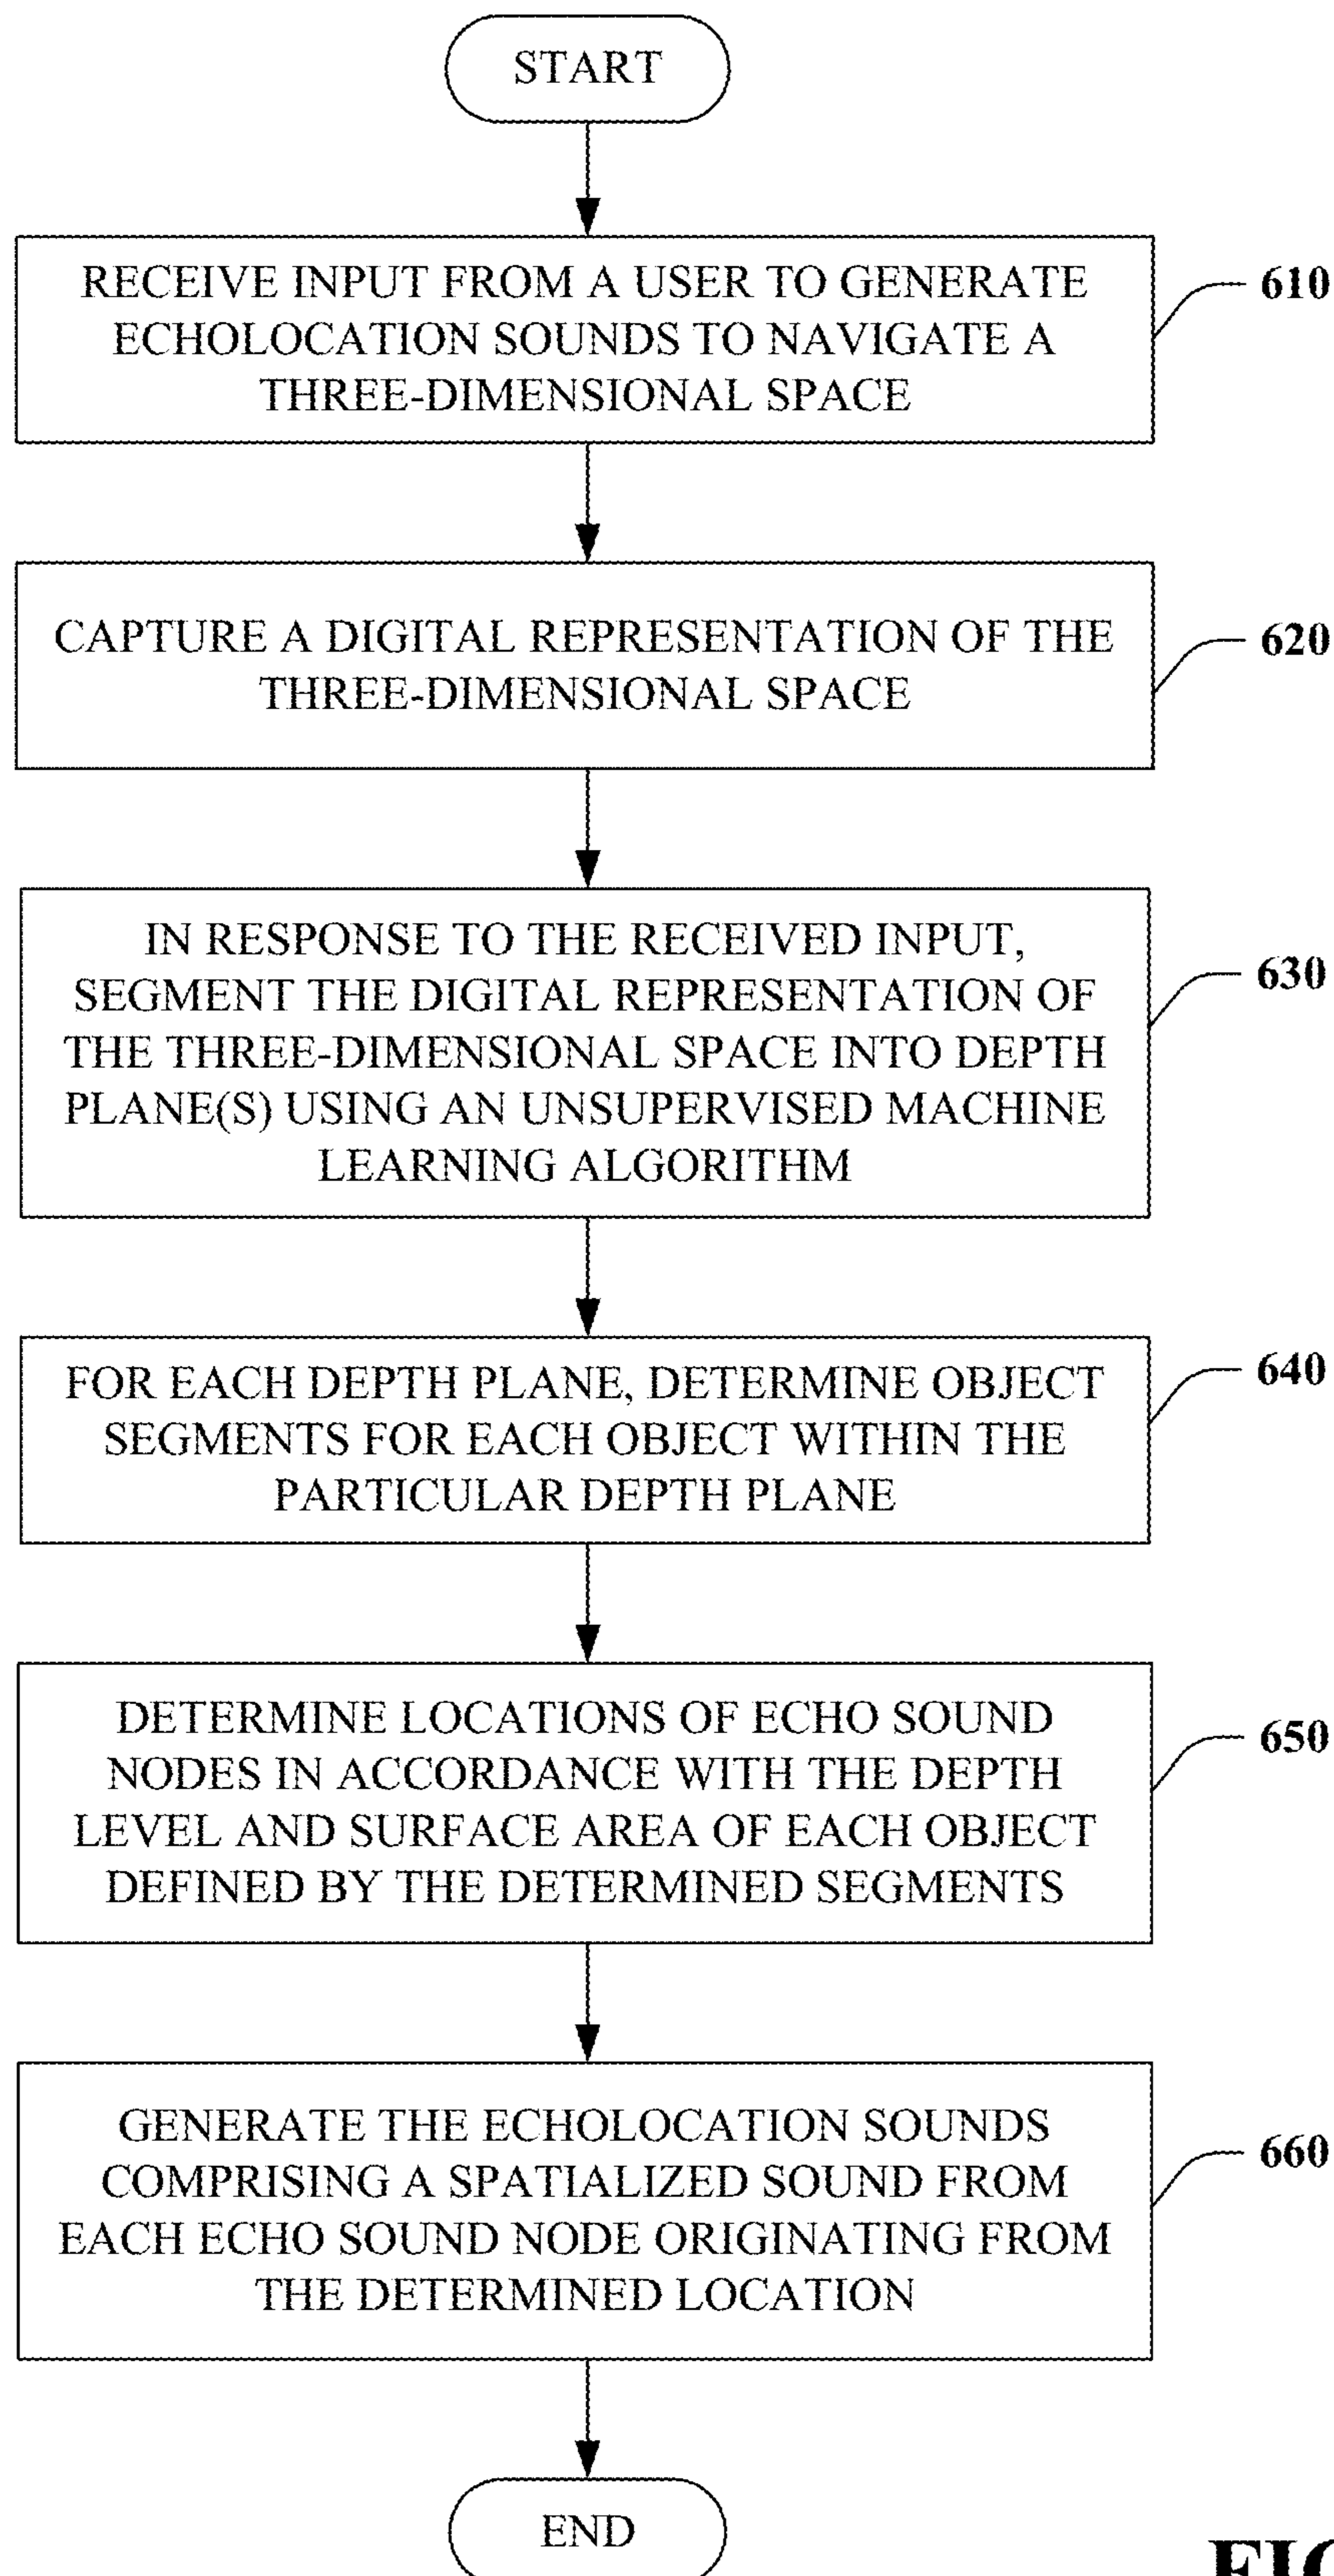 START
RECEIVE INPUT FROM A USER TO GENERATE
ECHOLOCATION SOUNDS TO NAVIGATE A
THREE-DIMENSIONAL SPACE
610
CAPTURE A DIGITAL REPRESENTATION OF THE
THREE-DIMENSIONAL SPACE
620
IN RESPONSE TO THE RECEIVED INPUT,
SEGMENT THE DIGITAL REPRESENTATION OF
THE THREE-DIMENSIONAL SPACE INTO DEPTH
PLANE(S) USING AN UNSUPERVISED MACHINE
LEARNING ALGORITHM
630
FOR EACH DEPTH PLANE, DETERMINE OBJECT
SEGMENTS FOR EACH OBJECT WITHIN THE
PARTICULAR DEPTH PLANE
640
DETERMINE LOCATIONS OF ECHO SOUND
NODES IN ACCORDANCE WITH THE DEPTH
LEVEL AND SURFACE AREA OF EACH OBJECT
DEFINED BY THE DETERMINED SEGMENTS
650
GENERATE THE ECHOLOCATION SOUNDS
COMPRISING A SPATIALIZED SOUND FROM
EACH ECHO SOUND NODE ORIGINATING FROM
THE DETERMINED LOCATION
660
END